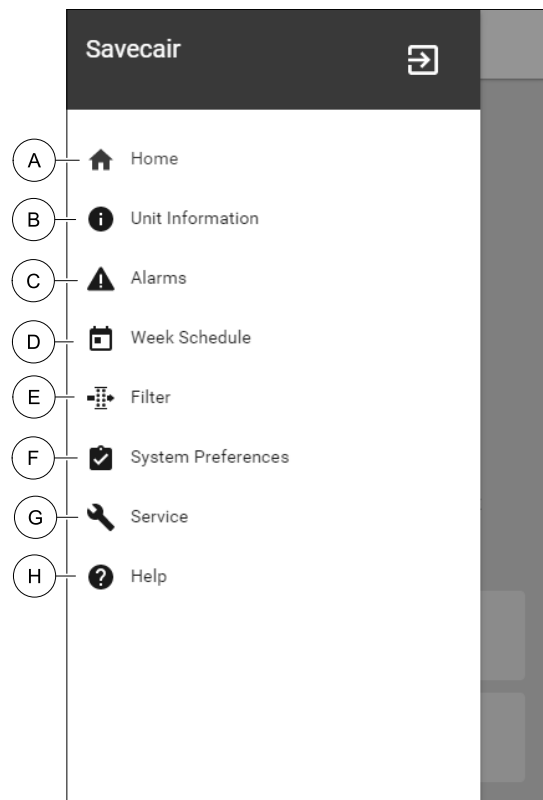 Savecair
A Home
B Unit Information
C Alarms
D Week Schedule
E Filter
F System Preferences
G Service
H Help